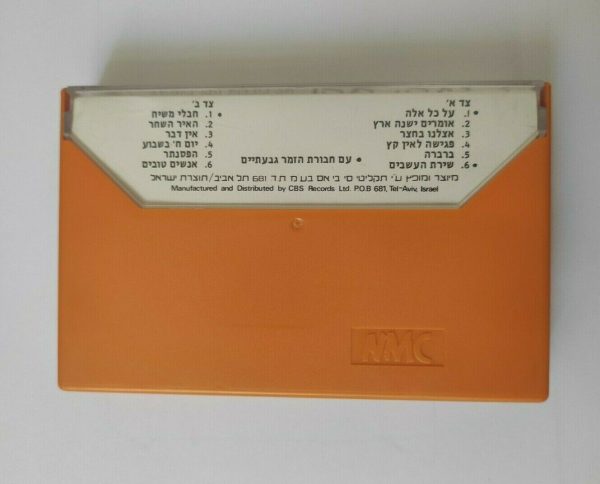 צד א'
• 1. על כל אלה
2. אומרים ישנה ארץ
3. אצלנו בחצר
4. פגישה לאין קץ
5. ברברה
• 6. שירת העשבים
צד ב'
• 1. חבלי משיח
2. האיר השחר
3. אין דבר
4. יום ח' בשבוע
5. הפסנתר
6. אנשים טובים
• עם חבורת הזמר גבעתיים
מיוצר ומופץ ע"י תקליטי סי בי אס בע מ ת ד 681 תל אביב/תוצרת ישראל
Manufactured and Distributed by CBS Records Ltd. P.O.B 681, Tel-Aviv, Israel
NMC